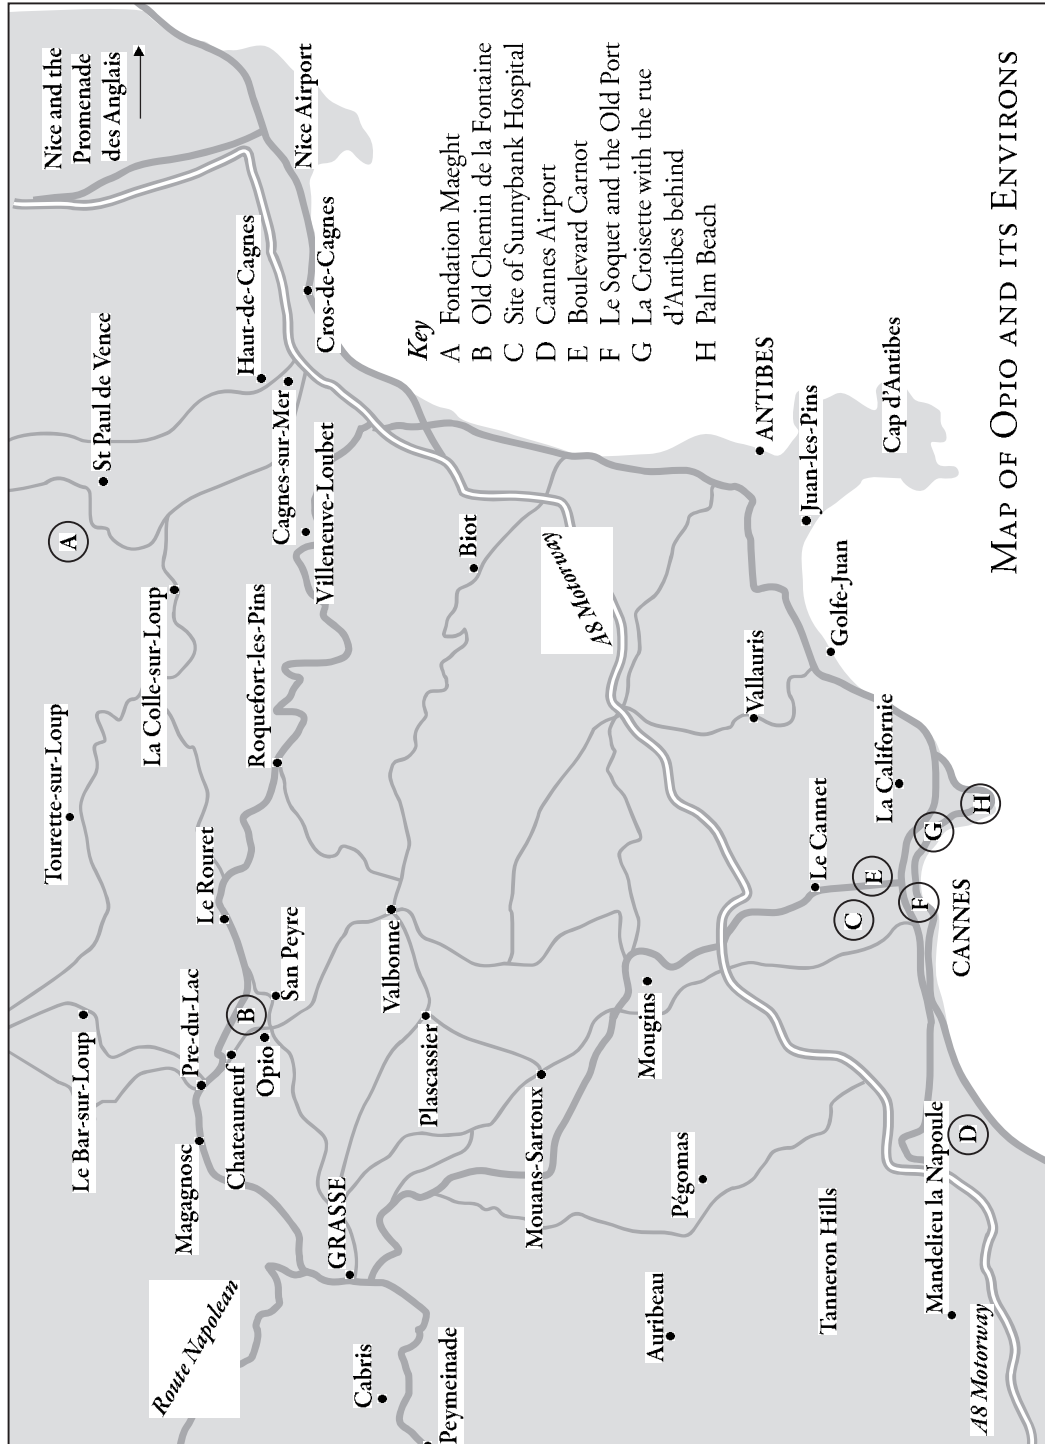 Nice and the
Promenade
des Anglais
Nice Airport
St Paul de Vence
Haut-de-Cagnes
Cros-de-Cagnes
Cagnes-sur-Mer
Villeneuve-Loubet
A
La Colle-sur-Loup
Roquefort-les-Pins
Tourette-sur-Loup
Le Rouret
San Peyre
Le Bar-sur-Loup
Pre-du-Lac
B
Opio
Chateauneuf
Magagnosc
Route Napolean
GRASSE
Cabris
Peymeinade
Biot
A8 Motorway
Valbonne
Plascassier
Mouans-Sartoux
Mougins
Pégomas
Auribeau
Tanneron Hills
Mandelieu la Napoule
A8 Motorway
D
ANTIBES
Juan-les-Pins
Cap d'Antibes
Golfe-Juan
Vallauris
La Californie
Le Cannet
C
E
F
G
H
CANNES
Key
A Fondation Maeght
B Old Chemin de la Fontaine
C Site of Sunnybank Hospital
D Cannes Airport
E Boulevard Carnot
F Le Soquet and the Old Port
G La Croisette with the rue
d'Antibes behind
H Palm Beach
MAP OF OPIO AND ITS ENVIRONS